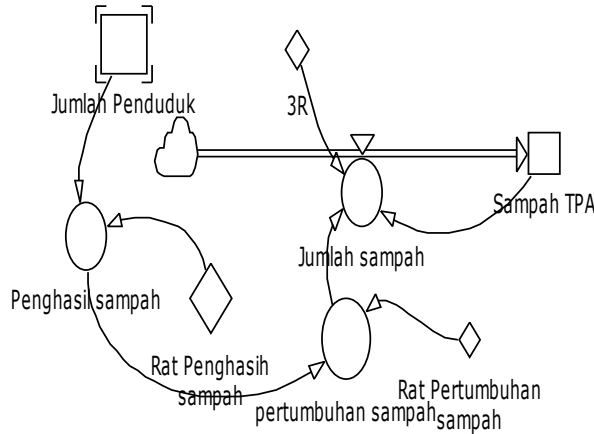 Jumlah Penduduk
3R
Sampah TPA
Jumlah sampah
Penghasil sampah
Rat Penghasih
sampah
Rat Pertumbuhan
sampah
pertumbuhan sampah